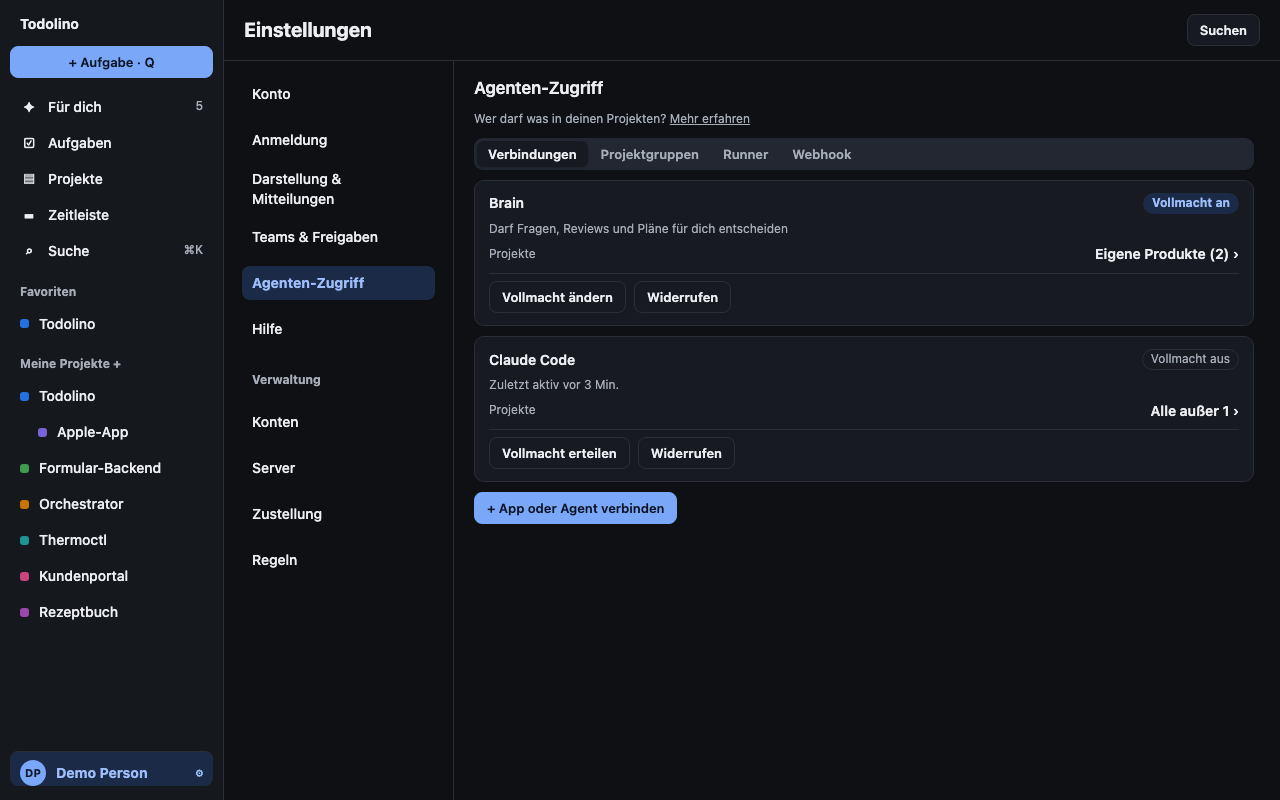 Todolino
+ Aufgabe · Q
Für dich 5
Aufgaben
Projekte
Zeitleiste
Suche ⌘K
Favoriten
Todolino
Meine Projekte +
Todolino
Apple-App
Formular-Backend
Orchestrator
Thermoctl
Kundenportal
Rezeptbuch
DP Demo Person
Einstellungen
Suchen
Konto
Anmeldung
Darstellung &
Mitteilungen
Teams & Freigaben
Agenten-Zugriff
Hilfe
Verwaltung
Konten
Server
Zustellung
Regeln
Agenten-Zugriff
Wer darf was in deinen Projekten? Mehr erfahren
Verbindungen Projektgruppen Runner Webhook
Brain Vollmacht an
Darf Fragen, Reviews und Pläne für dich entscheiden
Projekte Eigene Produkte (2) ›
Vollmacht ändern Widerrufen
Claude Code Vollmacht aus
Zuletzt aktiv vor 3 Min.
Projekte Alle außer 1 ›
Vollmacht erteilen Widerrufen
+ App oder Agent verbinden